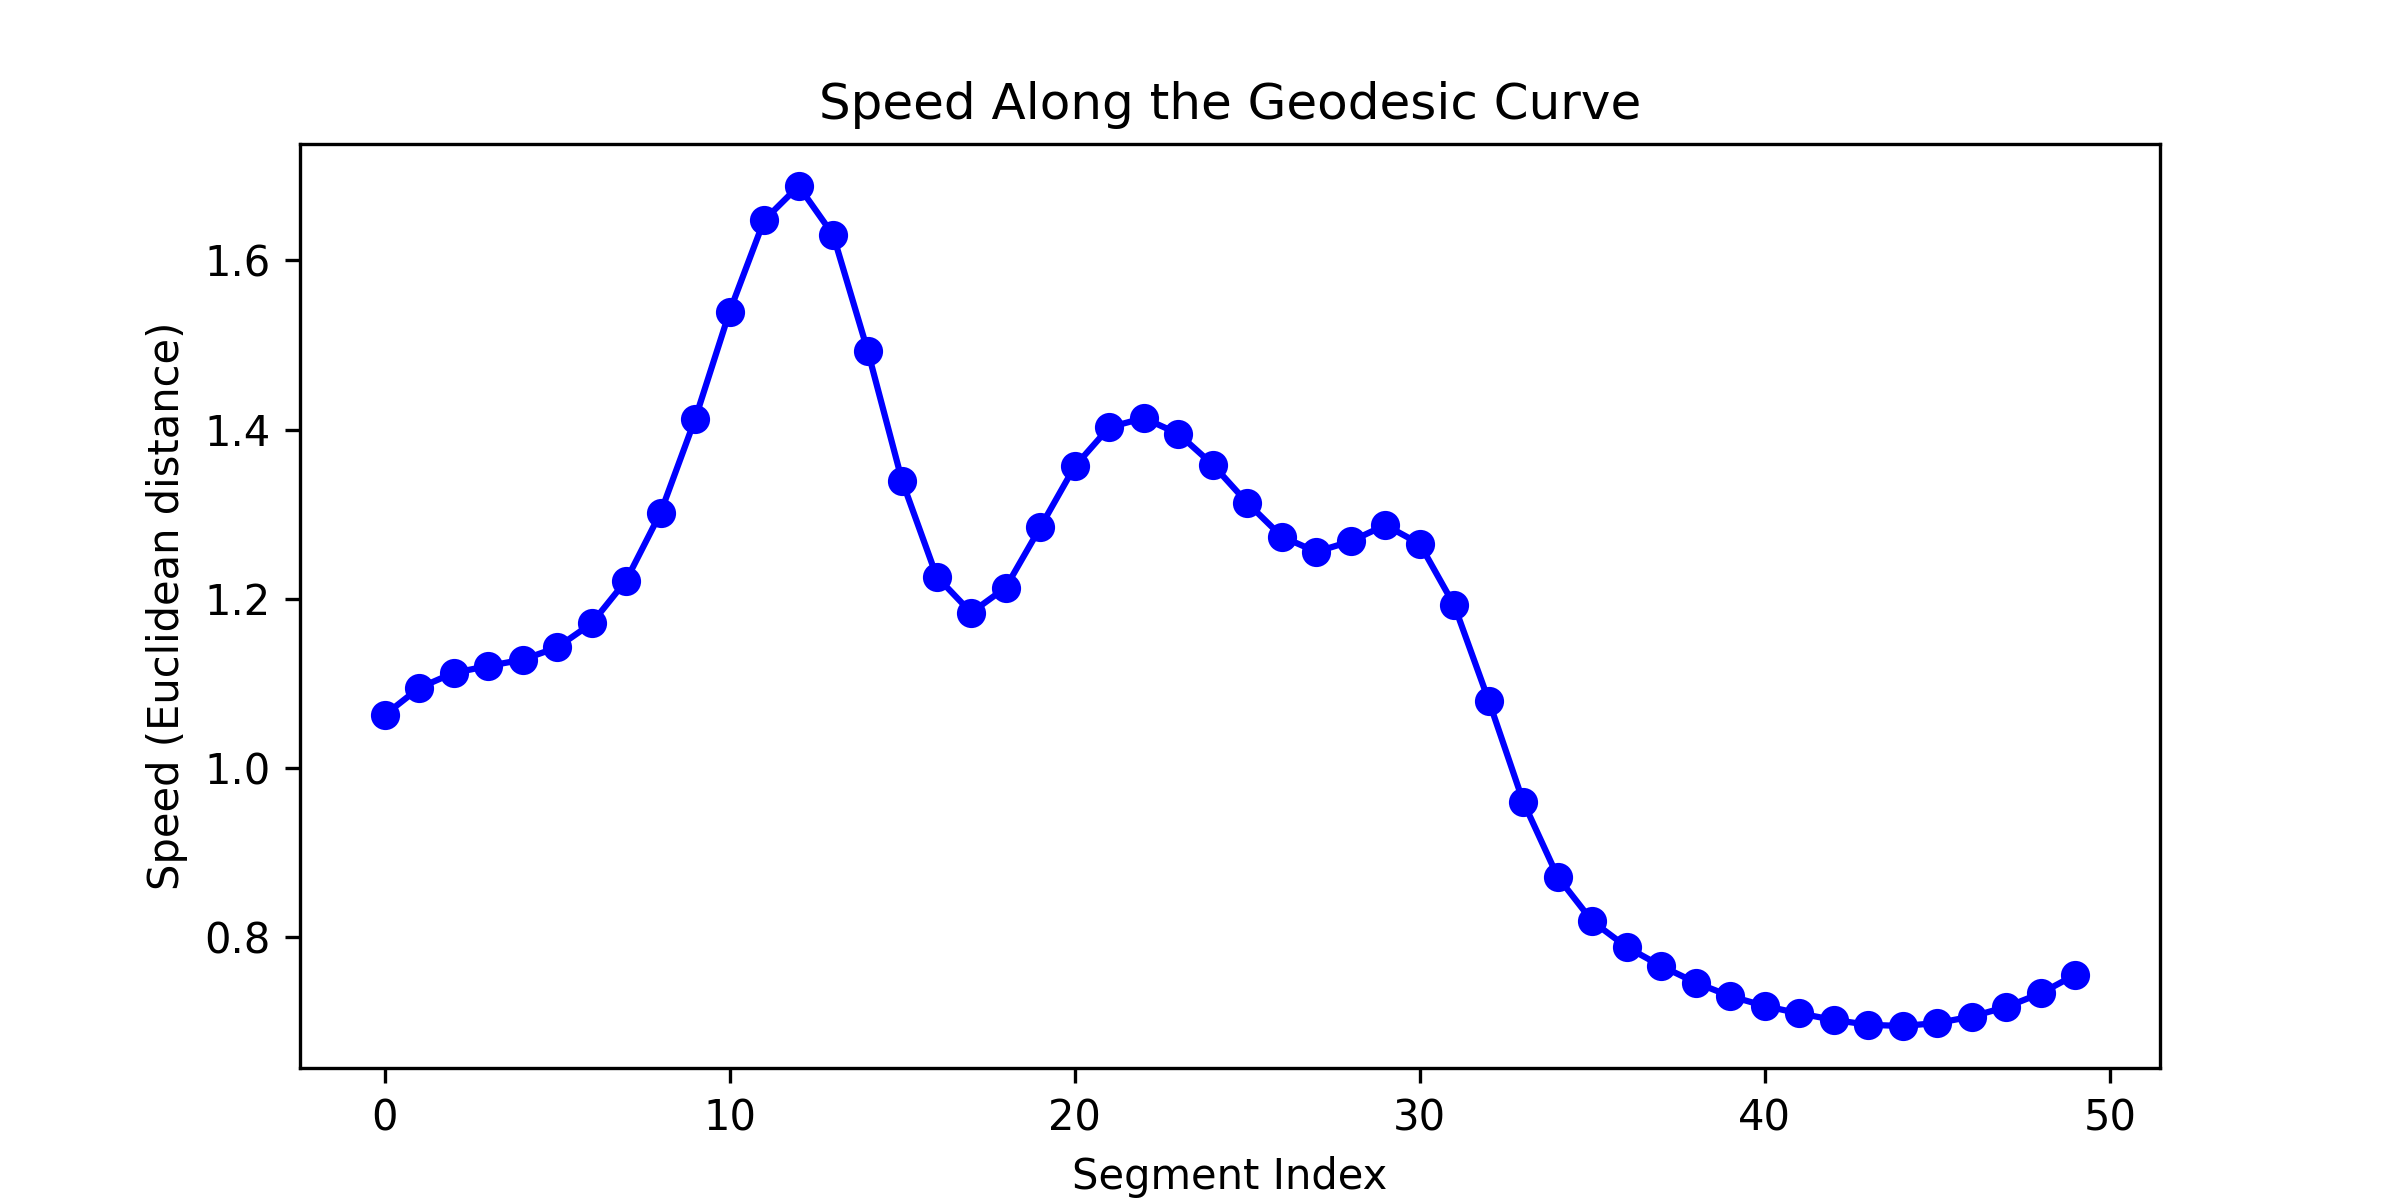 Speed Along the Geodesic Curve
Speed (Euclidean distance)
1.6
1.4
1.2
1.0
0.8
0 10 20 30 40 50
Segment Index